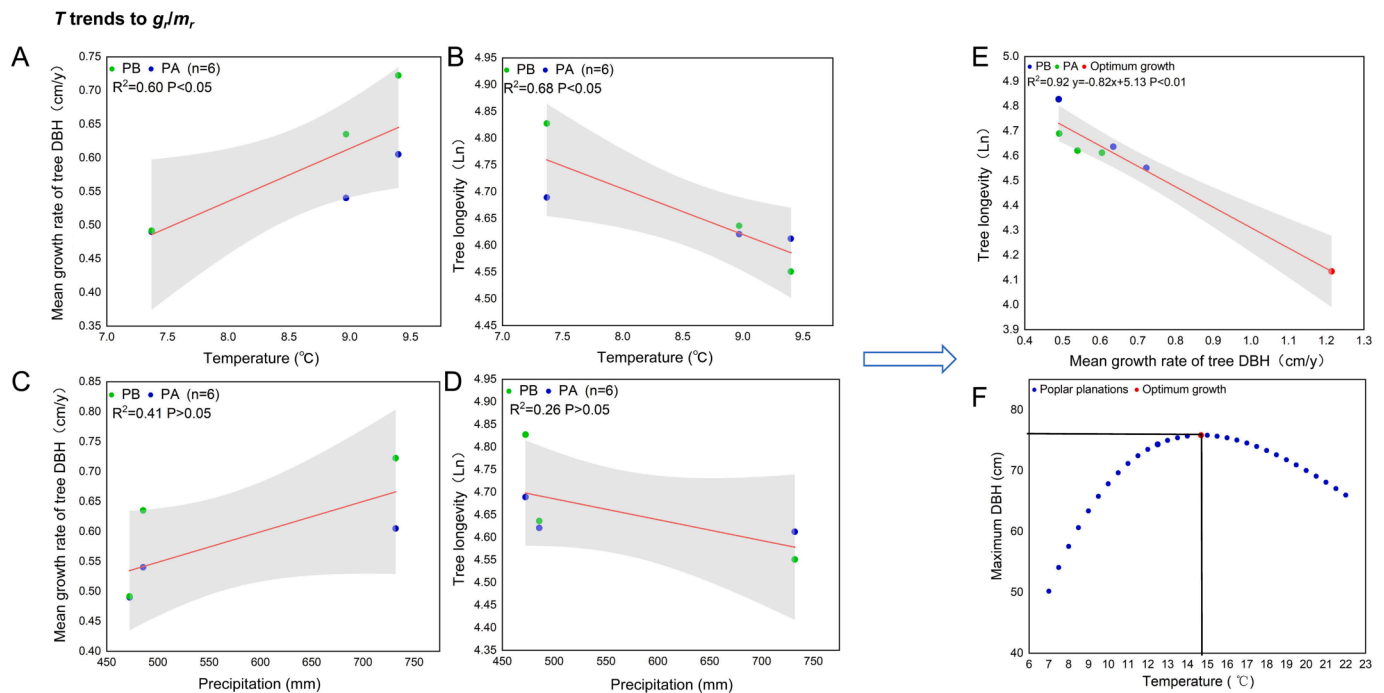 T trends to gr/mr
A
PB PA (n=6)
R²=0.60 P<0.05
Mean growth rate of tree DBH (cm/y)
0.75
0.70
0.65
0.60
0.55
0.50
0.45
0.40
0.35
7.0 7.5 8.0 8.5 9.0 9.5
Temperature (℃)
B
PB PA (n=6)
R²=0.68 P<0.05
Tree longevity (Ln)
4.95
4.90
4.85
4.80
4.75
4.70
4.65
4.60
4.55
4.50
4.45
7.0 7.5 8.0 8.5 9.0 9.5
Temperature (℃)
C
PB PA (n=6)
R²=0.41 P>0.05
Mean growth rate of tree DBH (cm/y)
0.85
0.80
0.75
0.70
0.65
0.60
0.55
0.50
0.45
0.40
450 500 550 600 650 700 750
Precipitation (mm)
D
PB PA (n=6)
R²=0.26 P>0.05
Tree longevity (Ln)
4.95
4.90
4.85
4.80
4.75
4.70
4.65
4.60
4.55
4.50
4.45
4.40
4.35
450 500 550 600 650 700 750
Precipitation (mm)
E
PB PA Optimum growth
R²=0.92 y=-0.82x+5.13 P<0.01
Tree longevity (Ln)
5.0
4.9
4.8
4.7
4.6
4.5
4.4
4.3
4.2
4.1
4.0
3.9
0.4 0.5 0.6 0.7 0.8 0.9 1.0 1.1 1.2 1.3
Mean growth rate of tree DBH (cm/y)
F
Poplar planations Optimum growth
Maximum DBH (cm)
80
70
60
50
40
6 7 8 9 10 11 12 13 14 15 16 17 18 19 20 21 22 23
Temperature (℃)